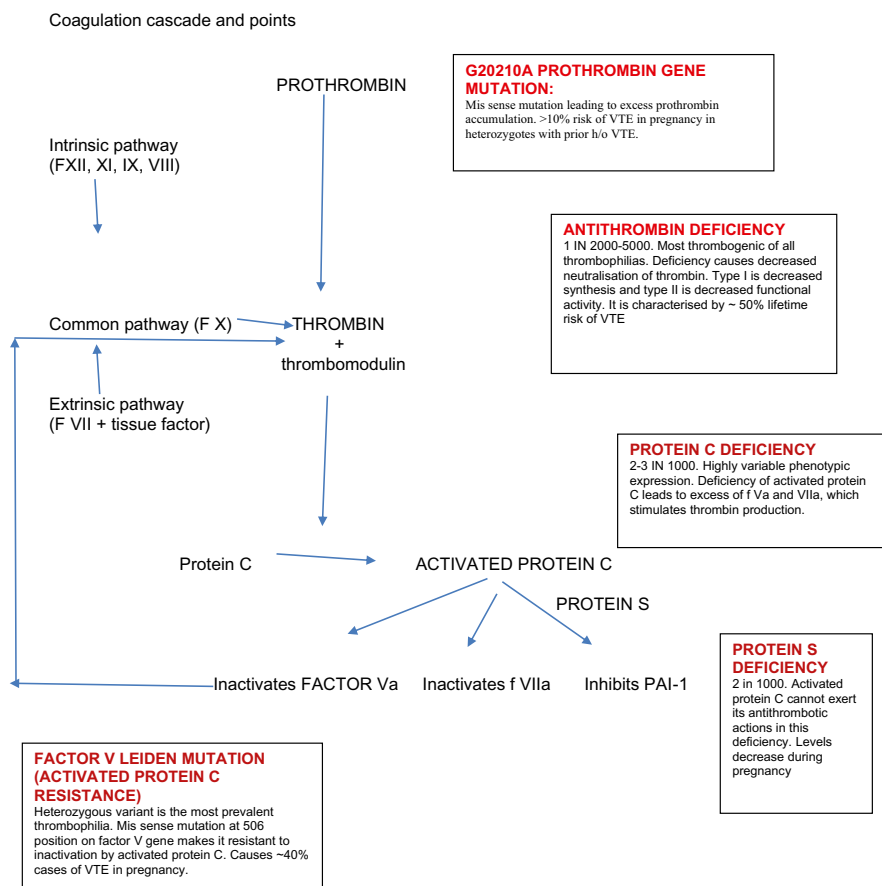 Coagulation cascade and points
G20210A PROTHROMBIN GENE
MUTATION:
Mis sense mutation leading to excess prothrombin
accumulation. >10% risk of VTE in pregnancy in
heterozygotes with prior h/o VTE.
PROTHROMBIN
Intrinsic pathway
(FXII, XI, IX, VIII)
ANTITHROMBIN DEFICIENCY
1 IN 2000-5000. Most thrombogenic of all
thrombophilias. Deficiency causes decreased
neutralisation of thrombin. Type I is decreased
synthesis and type II is decreased functional
activity. It is characterised by ~ 50% lifetime
risk of VTE
Common pathway (F X)
THROMBIN
+
thrombomodulin
Extrinsic pathway
(F VII + tissue factor)
PROTEIN C DEFICIENCY
2-3 IN 1000. Highly variable phenotypic
expression. Deficiency of activated protein
C leads to excess of f Va and VIIa, which
stimulates thrombin production.
Protein C
ACTIVATED PROTEIN C
PROTEIN S
Inactivates FACTOR Va
Inactivates f VIIa
Inhibits PAI-1
PROTEIN S
DEFICIENCY
2 in 1000. Activated
protein C cannot exert
its antithrombotic
actions in this
deficiency. Levels
decrease during
pregnancy
FACTOR V LEIDEN MUTATION
(ACTIVATED PROTEIN C
RESISTANCE)
Heterozygous variant is the most prevalent
thrombophilia. Mis sense mutation at 506
position on factor V gene makes it resistant to
inactivation by activated protein C. Causes ~40%
cases of VTE in pregnancy.